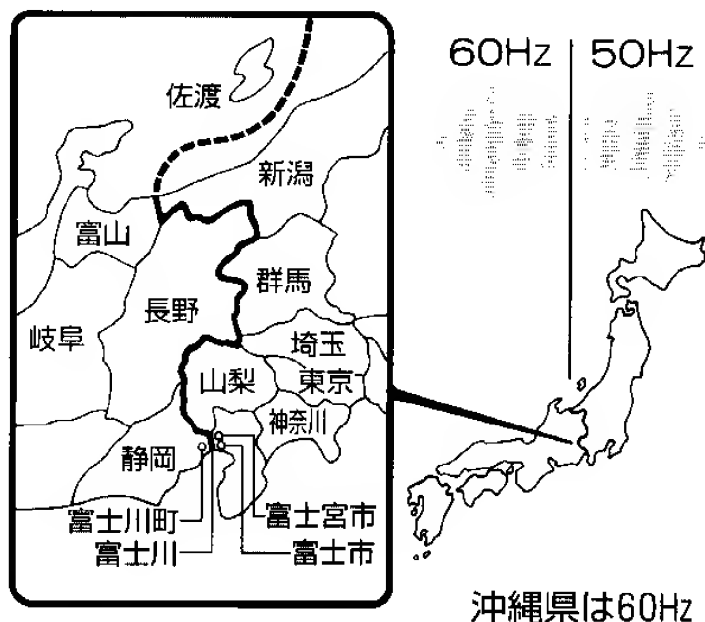 60Hz
50Hz
佐渡
新潟
富山
群馬
長野
岐阜
埼玉
山梨
東京
神奈川
静岡
富士川町
富士宮市
富士川
富士市
沖縄県は60Hz